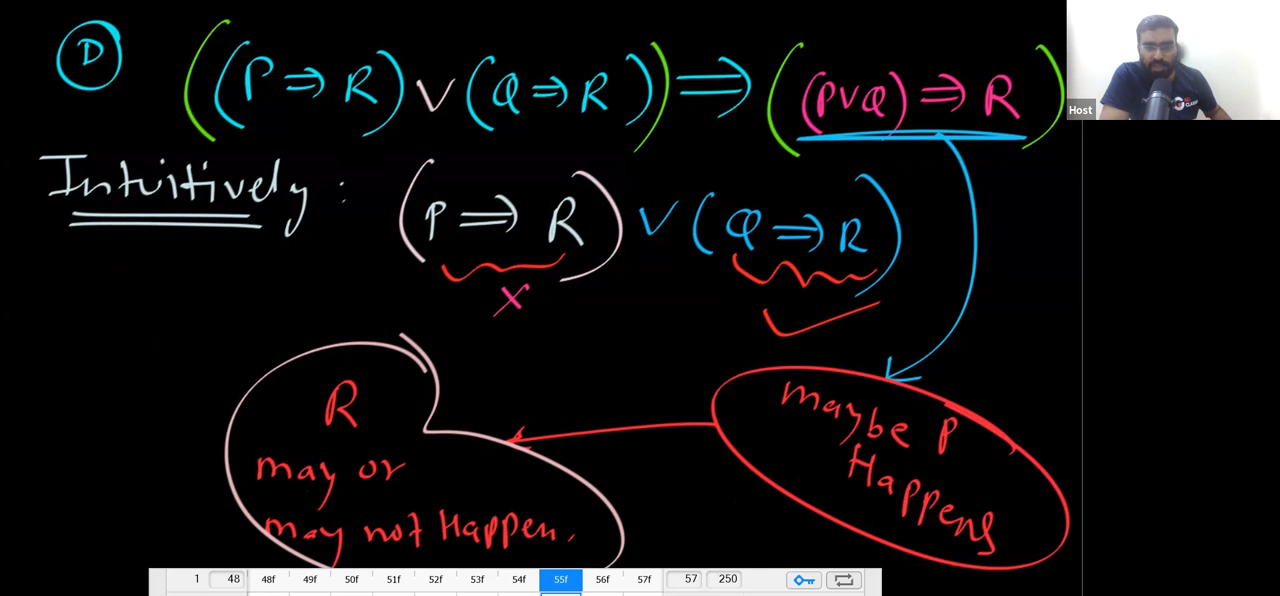 D ((P ⇒ R) ∨ (Q ⇒ R)) ⇒ ((P∨Q) ⇒ R)
Host
Intuitively : (P ⇒ R) ∨ (Q ⇒ R)
X
maybe P
Happens
R
may or
may not Happen.
1 48 48f 49f 50f 51f 52f 53f 54f 55f 56f 57f 57 250